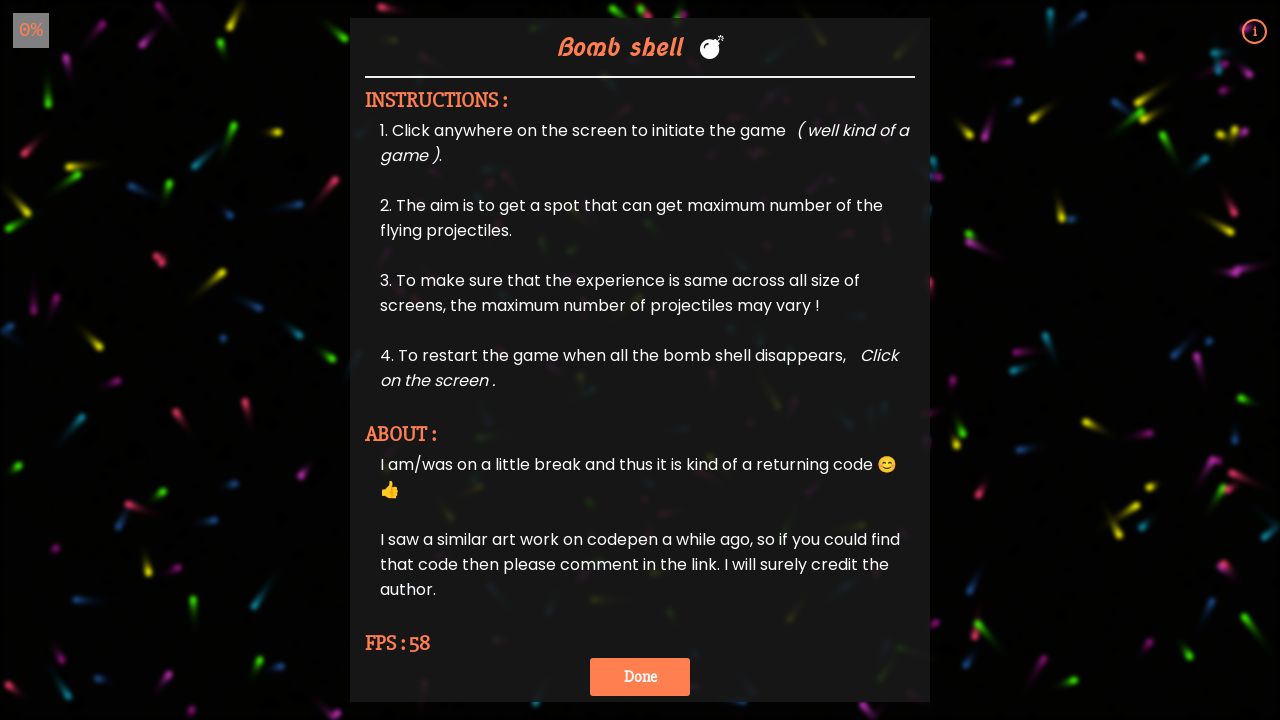 0%
i
Bomb shell 💣
INSTRUCTIONS :
1. Click anywhere on the screen to initiate the game ( well kind of a
game ).
2. The aim is to get a spot that can get maximum number of the
flying projectiles.
3. To make sure that the experience is same across all size of
screens, the maximum number of projectiles may vary !
4. To restart the game when all the bomb shell disappears, Click
on the screen .
ABOUT :
I am/was on a little break and thus it is kind of a returning code 😊
👍
I saw a similar art work on codepen a while ago, so if you could find
that code then please comment in the link. I will surely credit the
author.
FPS : 58
Done